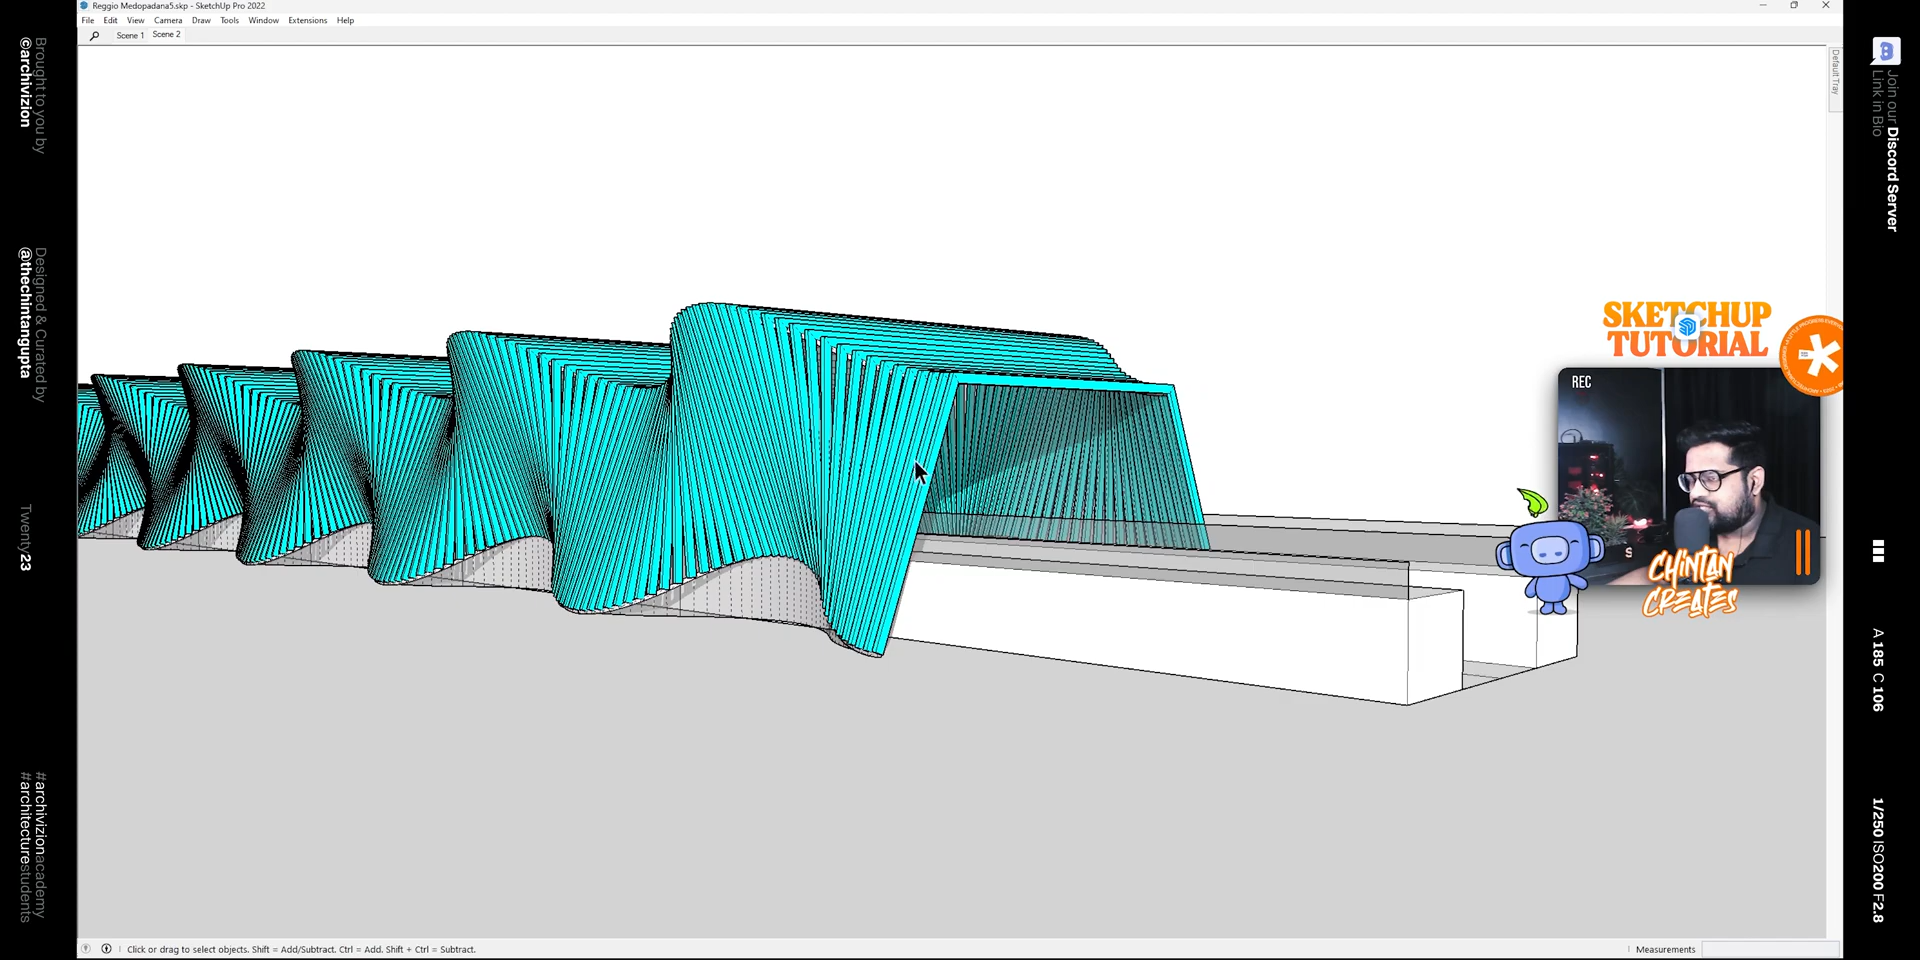 Reggio Medopadana5.skp - SketchUp Pro 2022
File Edit View Camera Draw Tools Window Extensions Help
Scene 1 Scene 2
Default Tray
Brought to you by
@archivizion
Designed & Curated by
@thechintangupta
Twenty23
#archivizionacademy
#architecturestudents
Join our Discord Server
Link in Bio
SKETCHUP
TUTORIAL
REC
S
CHINTAN
CREATES
A 185 C 106
1/250 ISO200 F2.8
Click or drag to select objects. Shift = Add/Subtract. Ctrl = Add. Shift + Ctrl = Subtract.
Measurements